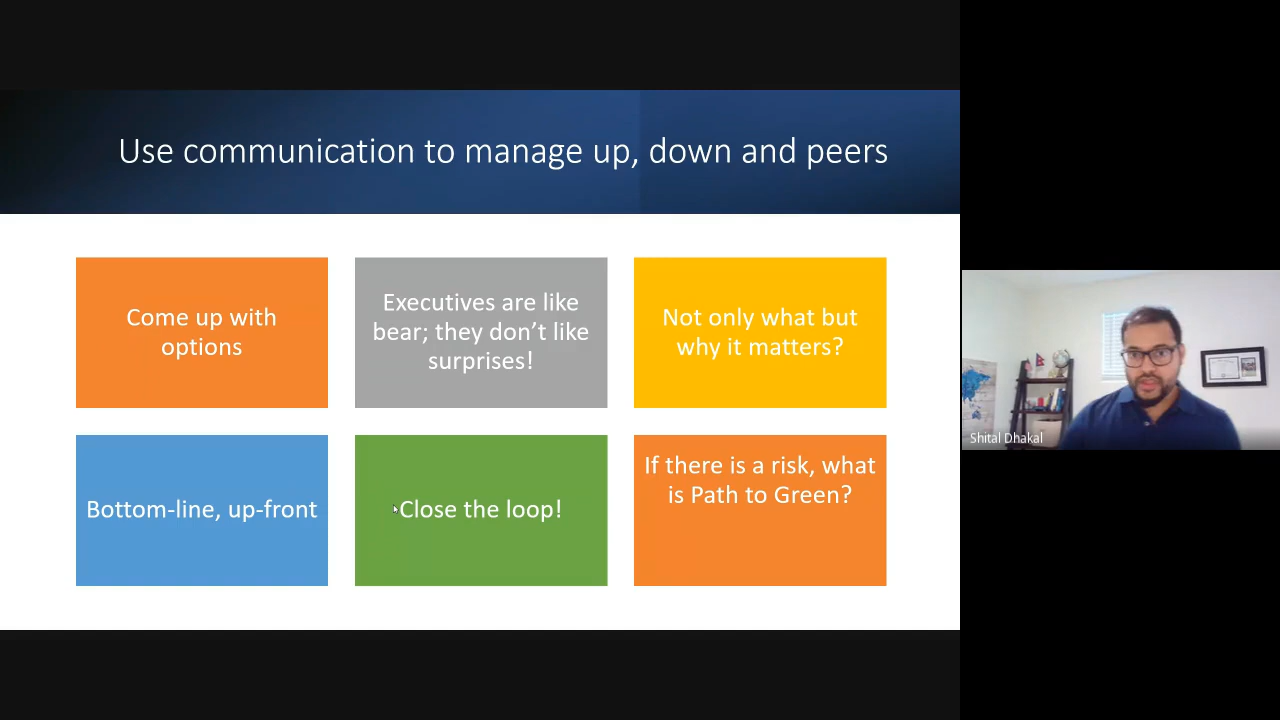 Use communication to manage up, down and peers
Come up with
options
Executives are like
bear; they don’t like
surprises!
Not only what but
why it matters?
Bottom-line, up-front
Close the loop!
If there is a risk, what
is Path to Green?
Shital Dhakal